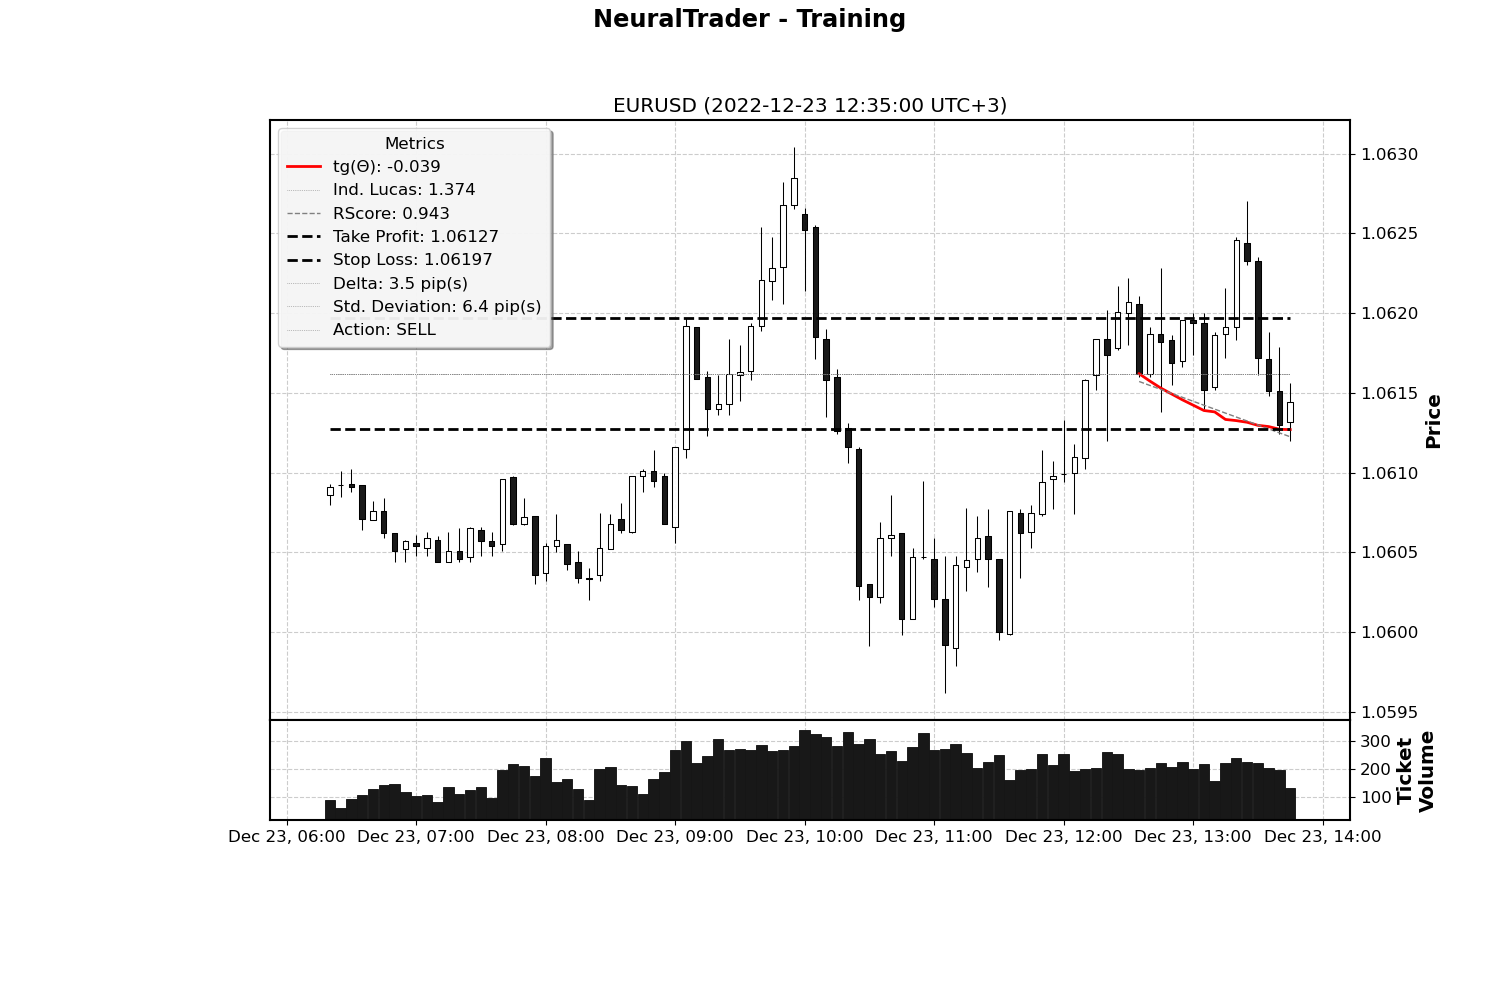 NeuralTrader - Training
EURUSD (2022-12-23 12:35:00 UTC+3)
Metrics
tg(Θ): -0.039
Ind. Lucas: 1.374
RScore: 0.943
Take Profit: 1.06127
Stop Loss: 1.06197
Delta: 3.5 pip(s)
Std. Deviation: 6.4 pip(s)
Action: SELL
1.0630
1.0625
1.0620
1.0615
1.0610
1.0605
1.0600
1.0595
Price
300
200
100
Ticket
Volume
Dec 23, 06:00 Dec 23, 07:00 Dec 23, 08:00 Dec 23, 09:00 Dec 23, 10:00 Dec 23, 11:00 Dec 23, 12:00 Dec 23, 13:00 Dec 23, 14:00